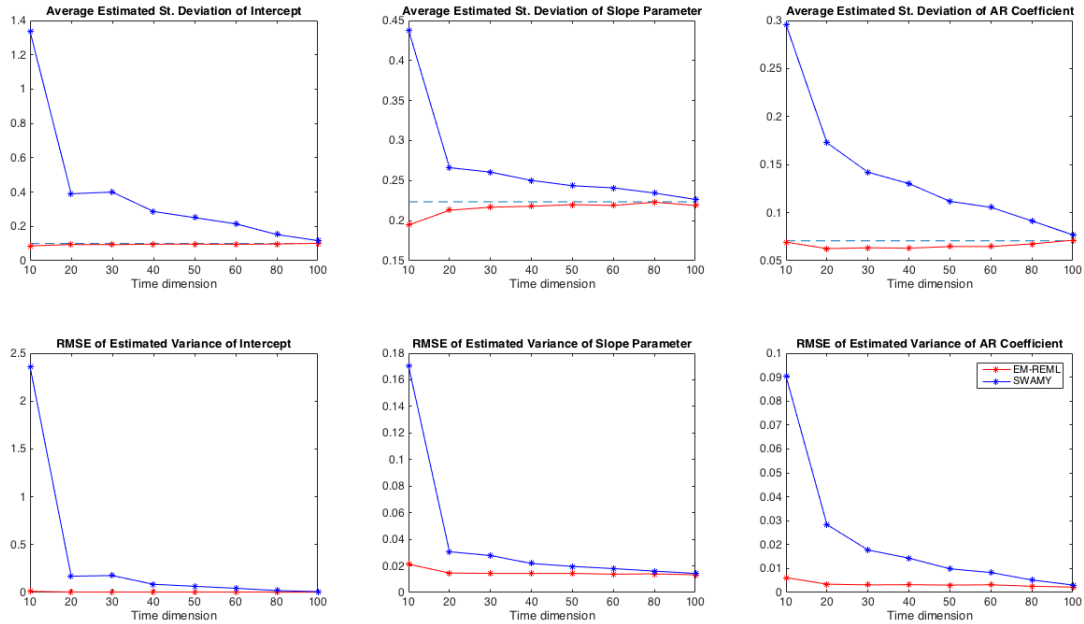 Average Estimated St. Deviation of Intercept
1.4
1.2
1
0.8
0.6
0.4
0.2
0
10 20 30 40 50 60 80 100
Time dimension
Average Estimated St. Deviation of Slope Parameter
0.45
0.4
0.35
0.3
0.25
0.2
0.15
10 20 30 40 50 60 80 100
Time dimension
Average Estimated St. Deviation of AR Coefficient
0.3
0.25
0.2
0.15
0.1
0.05
10 20 30 40 50 60 80 100
Time dimension
RMSE of Estimated Variance of Intercept
2.5
2
1.5
1
0.5
0
10 20 30 40 50 60 80 100
Time dimension
RMSE of Estimated Variance of Slope Parameter
0.18
0.16
0.14
0.12
0.1
0.08
0.06
0.04
0.02
0
10 20 30 40 50 60 80 100
Time dimension
RMSE of Estimated Variance of AR Coefficient
0.1
0.09
0.08
0.07
0.06
0.05
0.04
0.03
0.02
0.01
0
10 20 30 40 50 60 80 100
Time dimension
EM-REML
SWAMY